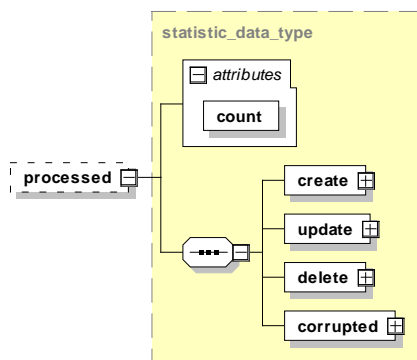 statistic_data_type
attributes
count
processed
create
update
delete
corrupted